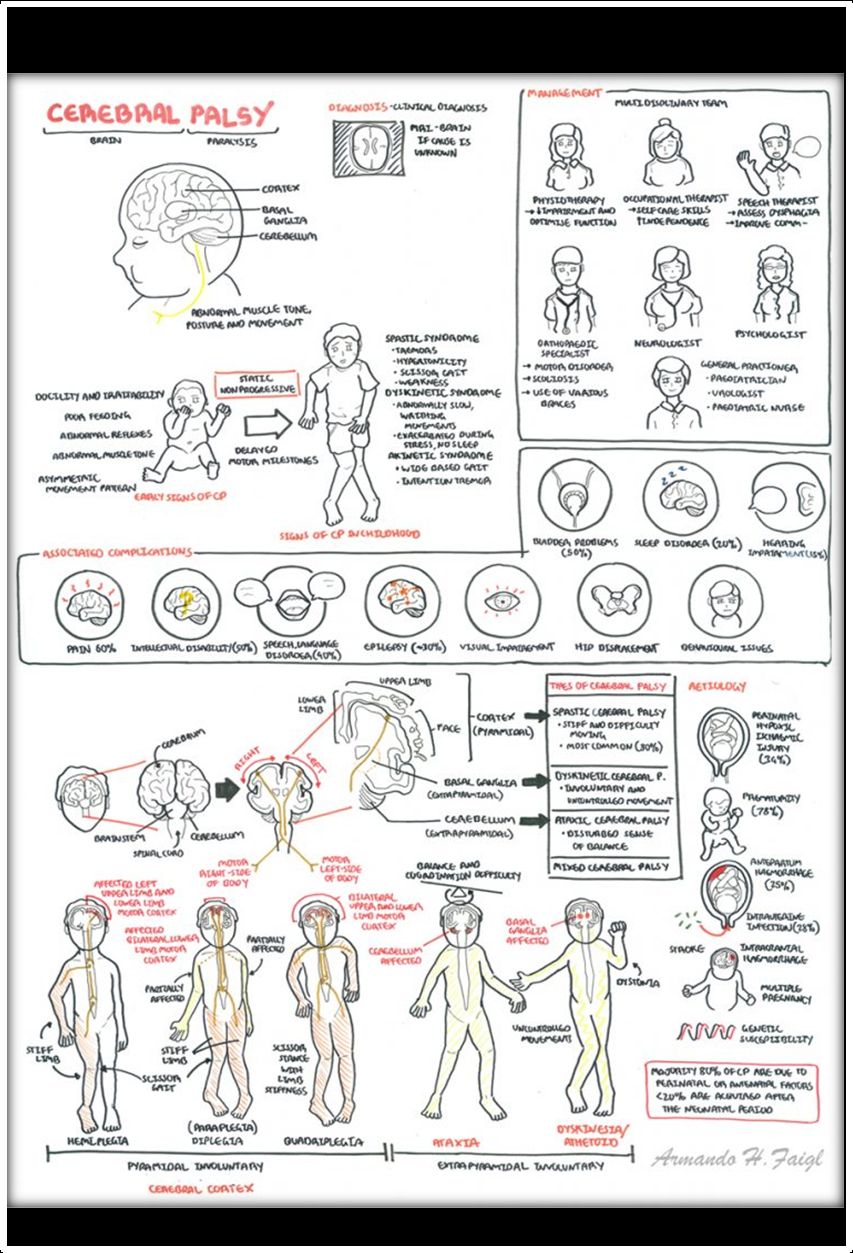 CEREBRAL PALSY
BRAIN
PARALYSIS
CORTEX
BASAL
GANGLIA
CEREBELLUM
ABNORMAL MUSCLE TONE,
POSTURE AND MOVEMENT
DIAGNOSIS - CLINICAL DIAGNOSIS
MRI - BRAIN
IF CAUSE IS
UNKNOWN
MANAGEMENT
MULTIDISCLINARY TEAM
PHYSIOTHERAPY
→ ↓ IMPAIRMENT AND
OPTIMISE FUNCTION
OCCUPATIONAL THERAPIST
→ SELF CARE SKILLS
↑ INDEPENDENCE
SPEECH THERAPIST
→ ASSESS DYSPHAGIA
→ IMPROVE COMM-
ORTHOPAEDIC
SPECIALIST
→ MOTOR DISORDER
→ SCOLIOSIS
→ USE OF VARIOUS
BRACES
NEUROLOGIST
PSYCHOLOGIST
GENERAL PRACTIONER
• PAEDIATRICIAN
• UROLOGIST
• PAEDIATRIC NURSE
DOCILITY AND IRRITABILITY
POOR FEEDING
ABNORMAL REFLEXES
ABNORMAL MUSCLE TONE
ASYMMETRIC
MOVEMENT PATTERN
EARLY SIGNS OF CP
STATIC
NON PROGRESSIVE
DELAYED
MOTOR MILESTONES
SPASTIC SYNDROME
• TREMORS
• HYPERTONICITY
• SCISSOR GAIT
• WEAKNESS
DYSKINETIC SYNDROME
• ABNORMALLY SLOW,
WRITHING
MOVEMENTS
• EXACERBATED DURING
STRESS, NO SLEEP
AKINETIC SYNDROME
• WIDE BASED GAIT
• INTENTION TREMOR
SIGNS OF CP IN CHILDHOOD
ASSOCIATED COMPLICATIONS
zzz
BLADDER PROBLEMS
(30%)
SLEEP DISORDER (20%)
HEARING
IMPAIRMENT (15%)
PAIN 60%
INTELLECTUAL DISABILITY (50%)
SPEECH, LANGUAGE
DISORDER (40%)
EPILEPSY (~30%)
VISUAL IMPAIREMENT
HIP DISPLACEMENT
BEHAVIOURAL ISSUES
CEREBRUM
BRAINSTEM
SPINAL CORD
CEREBELLUM
RIGHT
LEFT
MOTOR
RIGHT-SIDE
OF BODY
MOTOR
LEFT-SIDE
OF BODY
UPPER LIMB
LOWER
LIMB
FACE
CORTEX
(PYRAMIDAL)
BASAL GANGLIA
(EXTRAPYRAMIDAL)
CEREBELLUM
(EXTRAPYRAMIDAL)
TYPES OF CEREBRAL PALSY
SPASTIC CEREBRAL PALSY
• STIFF AND DIFFICULTY
MOVING
• MOST COMMON (30%)
DYSKINETIC CEREBRAL P.
• INVOLUNTARY AND
UNCONTROLLED MOVEMENT
ATAXIC CEREBRAL PALSY
• DISTURBED SENSE
OF BALANCE
MIXED CEREBRAL PALSY
AETIOLOGY
PERINATAL
HYPOXIC
ISCHAEMIC
INJURY
(34%)
PREMATURITY
(78%)
ANTEPARTUM
HAEMORRHAGE
(25%)
INTRAUTERINE
INFECTION (28%)
STROKE
INTRAKRANIAL
HAEMORRHAGE
MULTIPLE
PREGNANCY
GENETIC
SUSCEPTIBILITY
MAJORITY 80% OF CP ARE DUE TO
PERINATAL OR ANTENATAL FACTORS
<20% ARE ACQUIRED AFTER
THE NEONATAL PERIOD
AFFECTED LEFT
UPPER LIMB AND
LOWER LIMB
MOTOR CORTEX
AFFECTED
BILATERAL LOWER
LIMB MOTOR
CORTEX
PARTIALLY
AFFECTED
PARTIALLY
AFFECTED
STIFF
LIMB
SCISSOR
GAIT
STIFF
LIMB
BILATERAL
UPPER AND LOWER
LIMB MOTOR
CORTEX
SCISSOR
STANCE
WITH
LIMB
STIFFNESS
BALANCE AND
COORDINATION DIFFICULTY
CEREBELLUM
AFFECTED
BASAL
GANGLIA
AFFECTED
DYSTONIA
UNCONTROLLED
MOVEMENTS
HEMIPLEGIA
(PARAPLEGIA)
DIPLEGIA
QUADRIPLEGIA
ATAXIA
DYSKINESIA/
ATHETOID
PYRAMIDAL INVOLUNTARY
EXTRAPYRAMIDAL INVOLUNTARY
CEREBRAL CORTEX
Armando H. Faigl